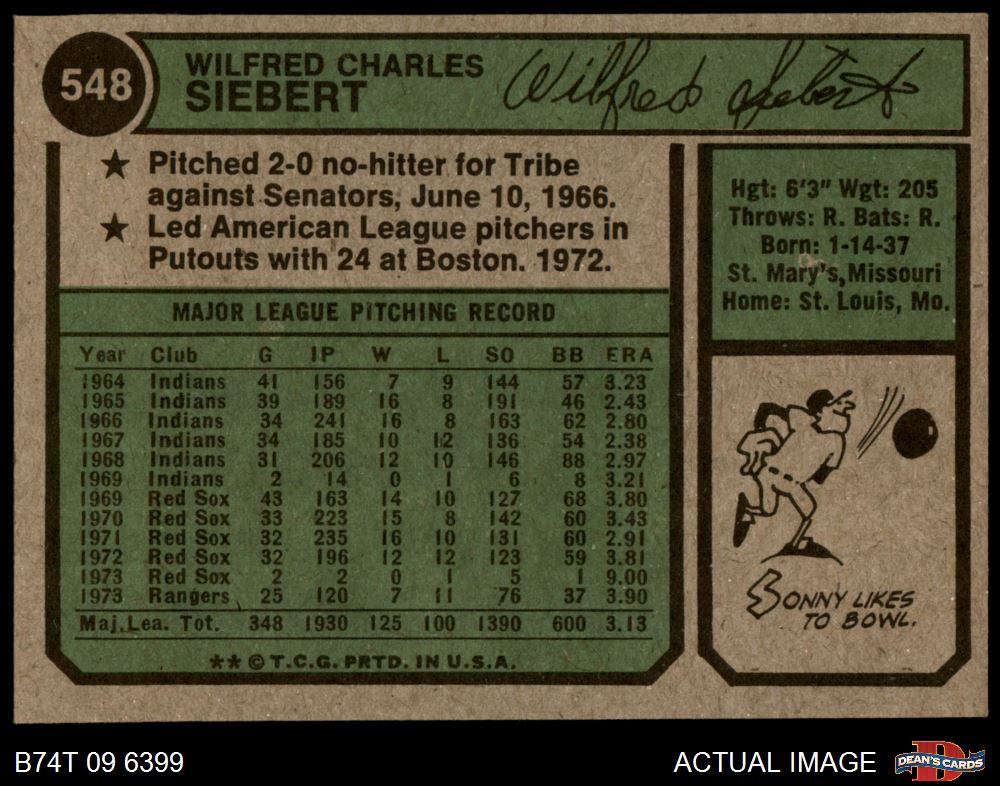 548
WILFRED CHARLES
SIEBERT
Wilfred Siebert
★ Pitched 2-0 no-hitter for Tribe
against Senators, June 10, 1966.
★ Led American League pitchers in
Putouts with 24 at Boston. 1972.
MAJOR LEAGUE PITCHING RECORD
Year Club G IP W L SO BB ERA
1964 Indians 41 156 7 9 144 57 3.23
1965 Indians 39 189 16 8 191 46 2.43
1966 Indians 34 241 16 8 163 62 2.80
1967 Indians 34 185 10 12 136 54 2.38
1968 Indians 31 206 12 10 146 88 2.97
1969 Indians 2 14 0 1 6 8 3.21
1969 Red Sox 43 163 14 10 127 68 3.80
1970 Red Sox 33 223 15 8 142 60 3.43
1971 Red Sox 32 235 16 10 131 60 2.91
1972 Red Sox 32 196 12 12 123 59 3.81
1973 Red Sox 2 2 0 1 5 1 9.00
1973 Rangers 25 120 7 11 76 37 3.90
Maj.Lea. Tot. 348 1930 125 100 1390 600 3.13
** © T.C.G. PRTD. IN U.S.A.
Hgt: 6'3" Wgt: 205
Throws: R. Bats: R.
Born: 1-14-37
St. Mary's, Missouri
Home: St. Louis, Mo.
SONNY LIKES
TO BOWL.
B74T 09 6399
ACTUAL IMAGE
D
DEAN'S CARDS